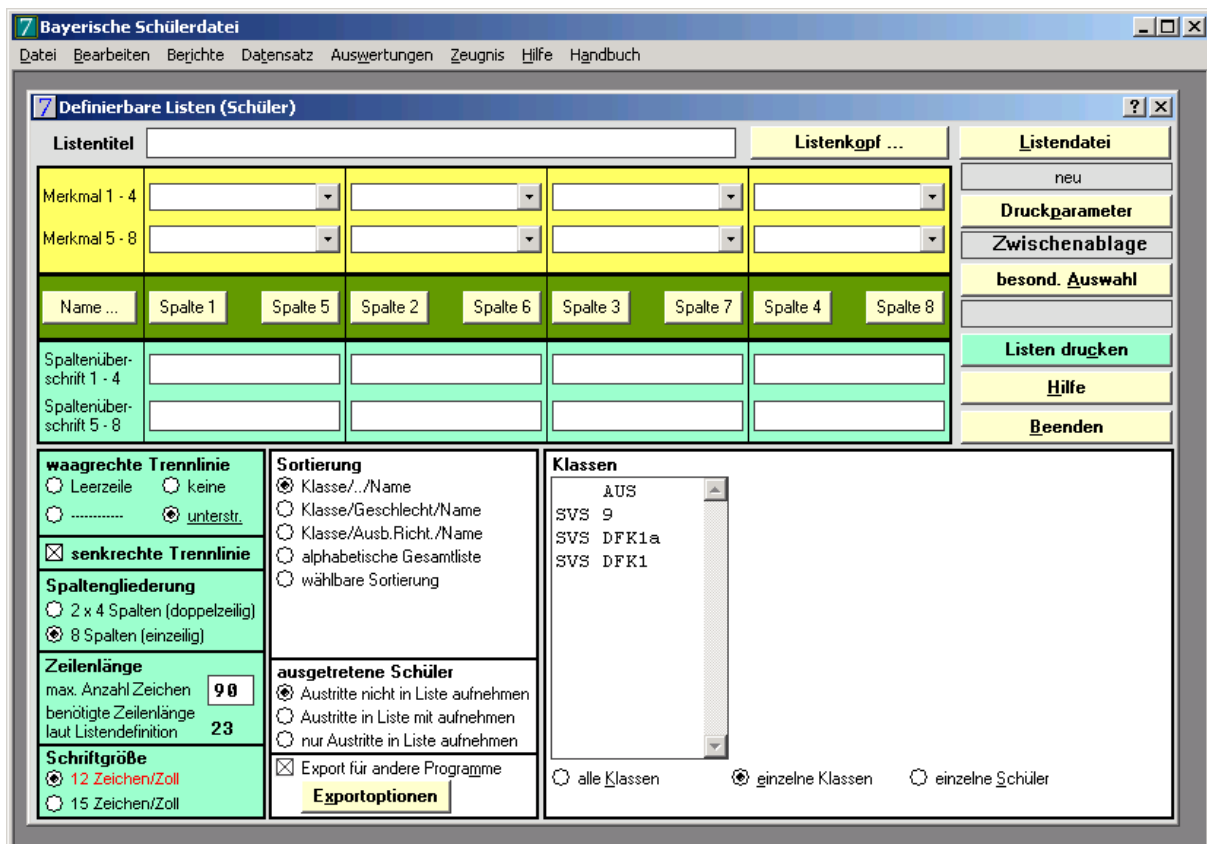 Bayerische Schülerdatei
Datei Bearbeiten Berichte Datensatz Auswertungen Zeugnis Hilfe Handbuch
Definierbare Listen (Schüler)
Listentitel
Listenkopf ...
Listendatei
neu
Merkmal 1 - 4
Druckparameter
Merkmal 5 - 8
Zwischenablage
besond. Auswahl
Name ... Spalte 1 Spalte 5 Spalte 2 Spalte 6 Spalte 3 Spalte 7 Spalte 4 Spalte 8
Listen drucken
Spaltenüber-
schrift 1 - 4
Hilfe
Spaltenüber-
schrift 5 - 8
Beenden
waagrechte Trennlinie
Leerzeile keine
------------ unterstr.
senkrechte Trennlinie
Spaltengliederung
2 x 4 Spalten (doppelzeilig)
8 Spalten (einzeilig)
Zeilenlänge
max. Anzahl Zeichen 90
benötigte Zeilenlänge
laut Listendefinition 23
Schriftgröße
12 Zeichen/Zoll
15 Zeichen/Zoll
Sortierung
Klasse/../Name
Klasse/Geschlecht/Name
Klasse/Ausb.Richt./Name
alphabetische Gesamtliste
wählbare Sortierung
ausgetretene Schüler
Austritte nicht in Liste aufnehmen
Austritte in Liste mit aufnehmen
nur Austritte in Liste aufnehmen
Export für andere Programme
Exportoptionen
Klassen
AUS
SVS 9
SVS DFK1a
SVS DFK1
alle Klassen einzelne Klassen einzelne Schüler